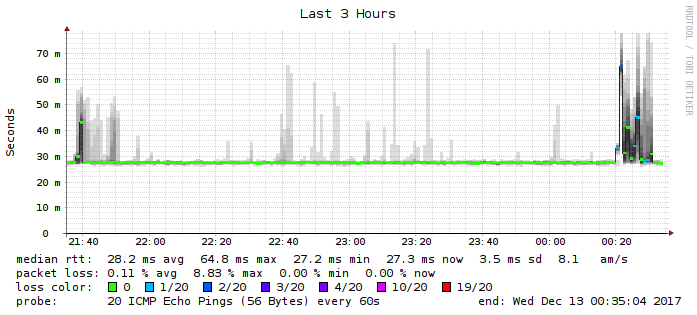 Last 3 Hours
RRDTOOL / TOBI OETIKER
Seconds
70 m
60 m
50 m
40 m
30 m
20 m
10 m
0
21:40 22:00 22:20 22:40 23:00 23:20 23:40 00:00 00:20
median rtt: 28.2 ms avg 64.8 ms max 27.2 ms min 27.3 ms now 3.5 ms sd 8.1 am/s
packet loss: 0.11 % avg 8.83 % max 0.00 % min 0.00 % now
loss color: 0 1/20 2/20 3/20 4/20 10/20 19/20
probe: 20 ICMP Echo Pings (56 Bytes) every 60s end: Wed Dec 13 00:35:04 2017